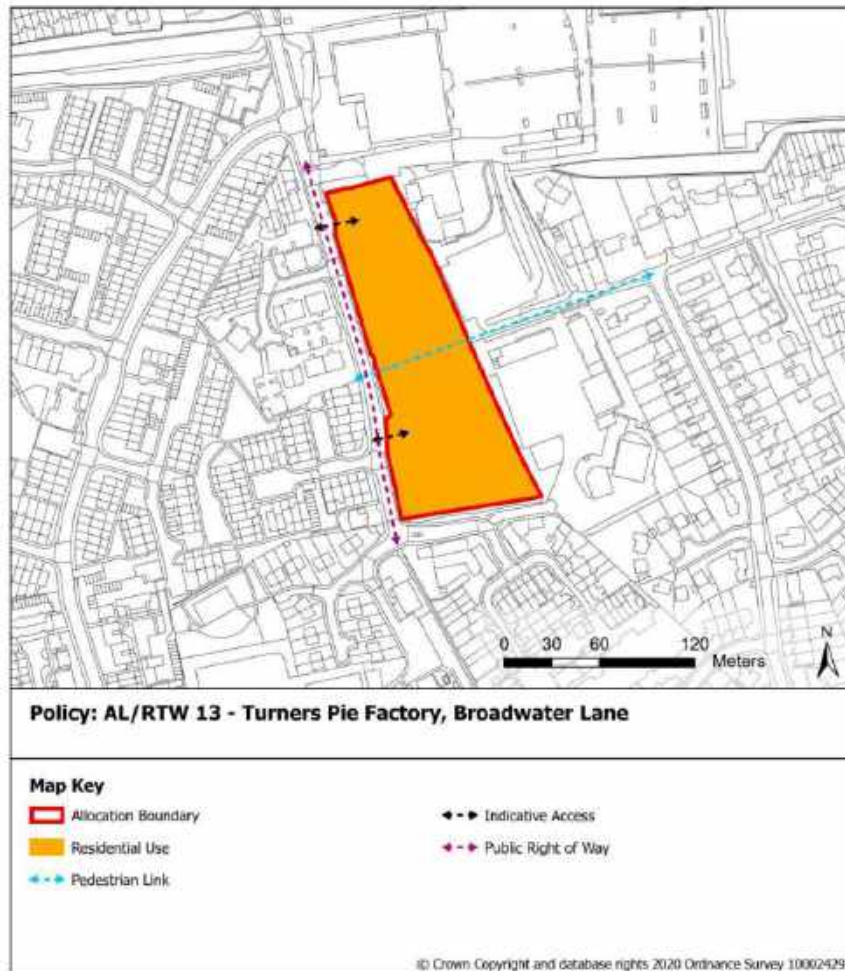 0 30 60 120
Meters
N
Policy: AL/RTW 13 - Turners Pie Factory, Broadwater Lane
Map Key
Allocation Boundary
Residential Use
Pedestrian Link
Indicative Access
Public Right of Way
© Crown Copyright and database rights 2020 Ordnance Survey 10002429